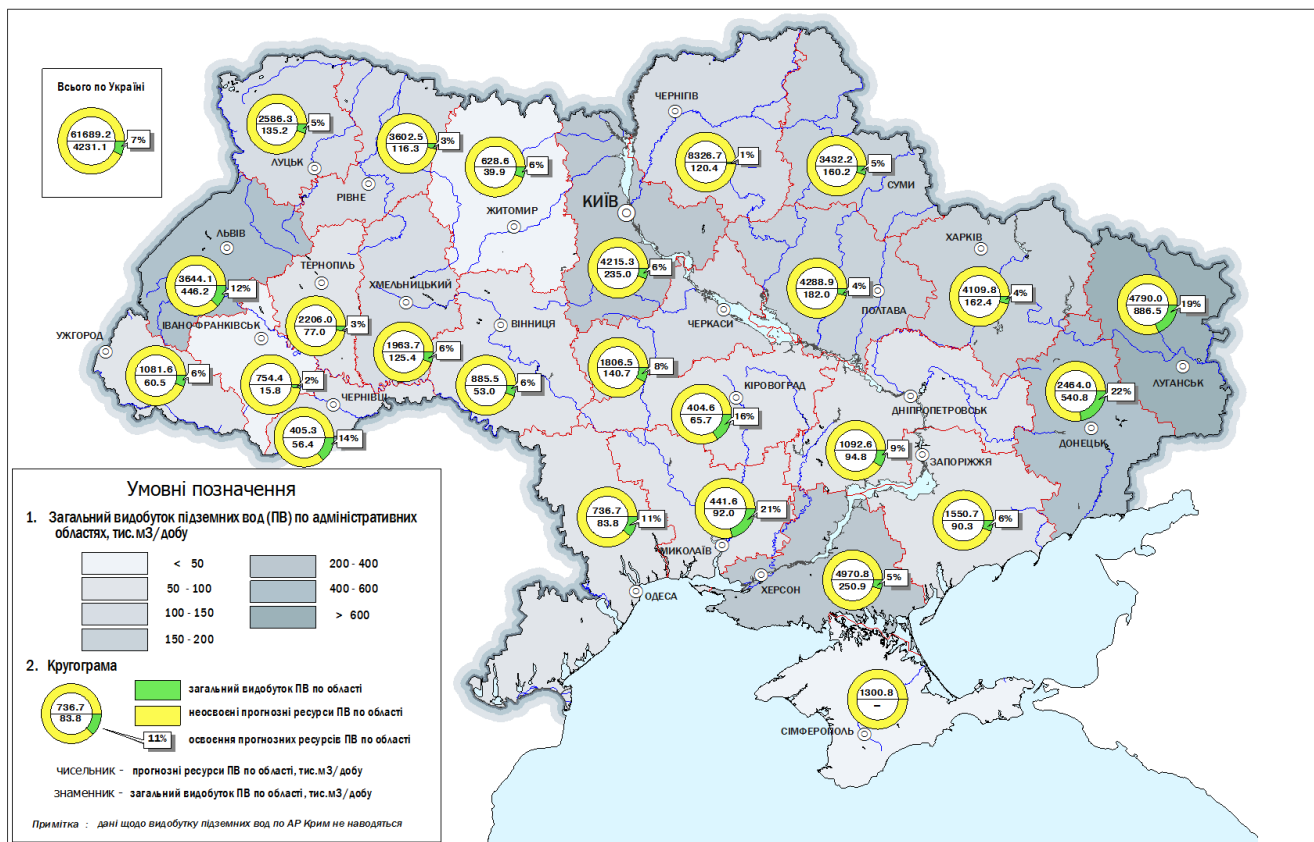 Всього по Україні
61689.2
4231.1
7%
ЧЕРНІГІВ
2586.3
135.2
5%
ЛУЦЬК
3602.5
116.3
3%
РІВНЕ
628.6
39.9
6%
ЖИТОМИР
КИЇВ
8326.7
120.4
1%
3432.2
160.2
5%
СУМИ
ЛЬВІВ
3644.1
446.2
12%
ТЕРНОПІЛЬ
ХМЕЛЬНИЦЬКИЙ
4215.3
235.0
6%
ХАРКІВ
4288.9
182.0
4%
ПОЛТАВА
4109.8
162.4
4%
4790.0
886.5
19%
ІВАНО-ФРАНКІВСЬК
2206.0
77.0
3%
ВІННИЦЯ
ЧЕРКАСИ
УЖГОРОД
1081.6
60.5
6%
754.4
15.8
2%
1963.7
125.4
6%
885.5
53.0
6%
1806.5
140.7
8%
ЛУГАНСЬК
ЧЕРНІВЦІ
404.6
65.7
16%
КІРОВОГРАД
ДНІПРОПЕТРОВСЬК
2464.0
540.8
22%
ДОНЕЦЬК
405.3
56.4
14%
1092.6
94.8
9%
ЗАПОРІЖЖЯ
736.7
83.8
11%
441.6
92.0
21%
МИКОЛАЇВ
1550.7
90.3
6%
ОДЕСА
ХЕРСОН
4970.8
250.9
5%
1300.8
–
СІМФЕРОПОЛЬ
Умовні позначення
1. Загальний видобуток підземних вод (ПВ) по адміністративних
областях, тис.м3/добу
< 50
50 - 100
100 - 150
150 - 200
200 - 400
400 - 600
> 600
2. Кругограма
736.7
83.8
11%
загальний видобуток ПВ по області
неосвоєні прогнозні ресурси ПВ по області
освоєння прогнозних ресурсів ПВ по області
чисельник - прогнозні ресурси ПВ по області, тис.м3/добу
знаменник - загальний видобуток ПВ по області, тис.м3/добу
Примітка : дані щодо видобутку підземних вод по АР Крим не наводяться